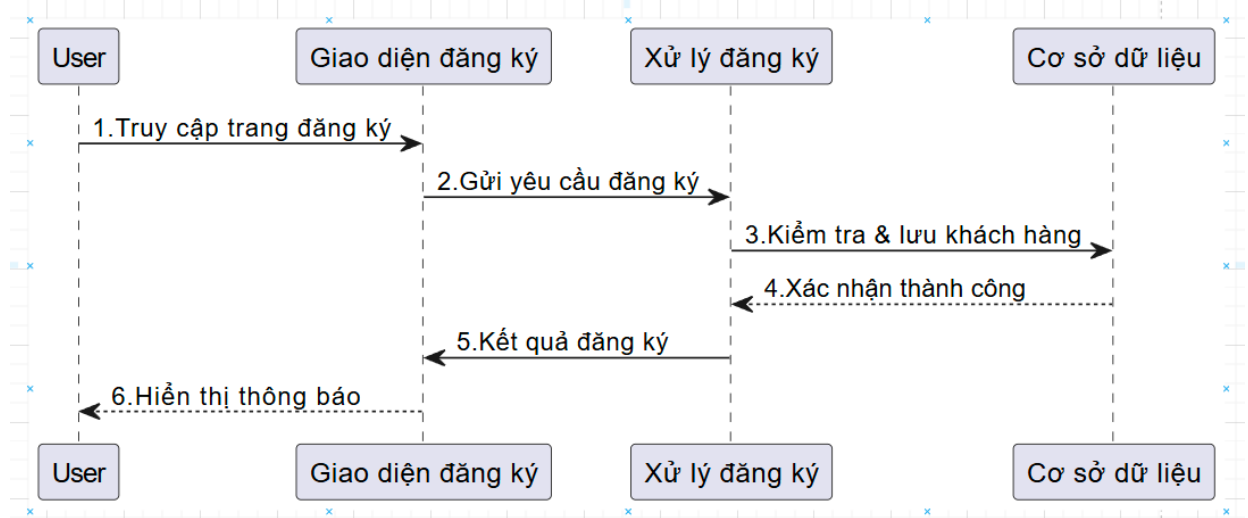 User
Giao diện đăng ký
Xử lý đăng ký
Cơ sở dữ liệu
1.Truy cập trang đăng ký
2.Gửi yêu cầu đăng ký
3.Kiểm tra & lưu khách hàng
4.Xác nhận thành công
5.Kết quả đăng ký
6.Hiển thị thông báo
User
Giao diện đăng ký
Xử lý đăng ký
Cơ sở dữ liệu